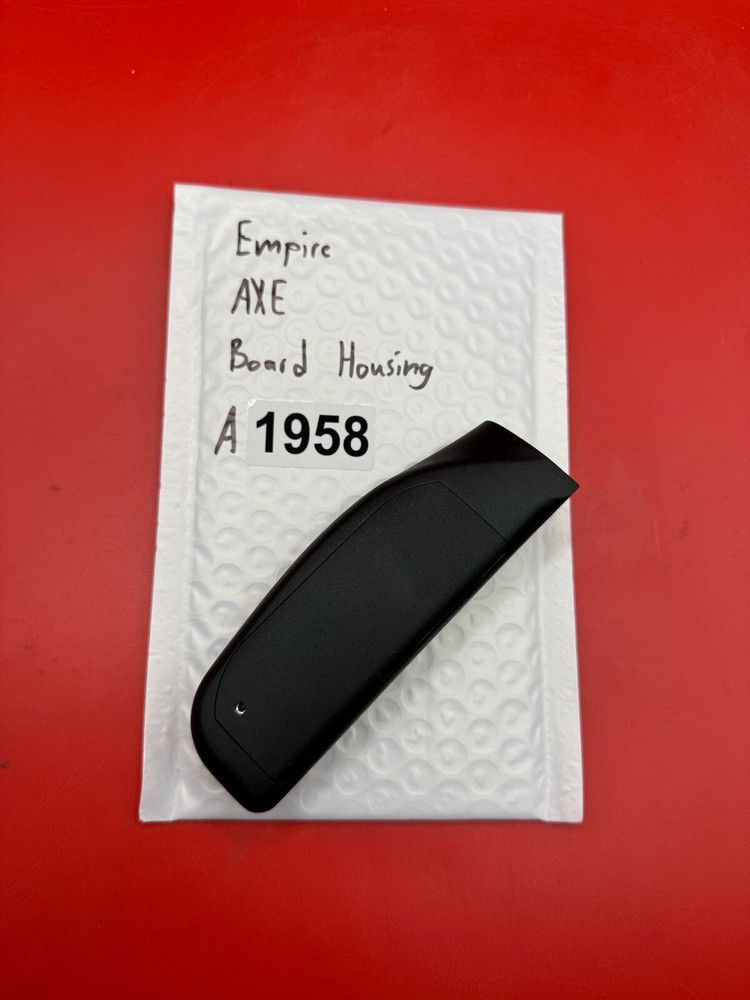 Empire
AXE
Board Housing
A 1958